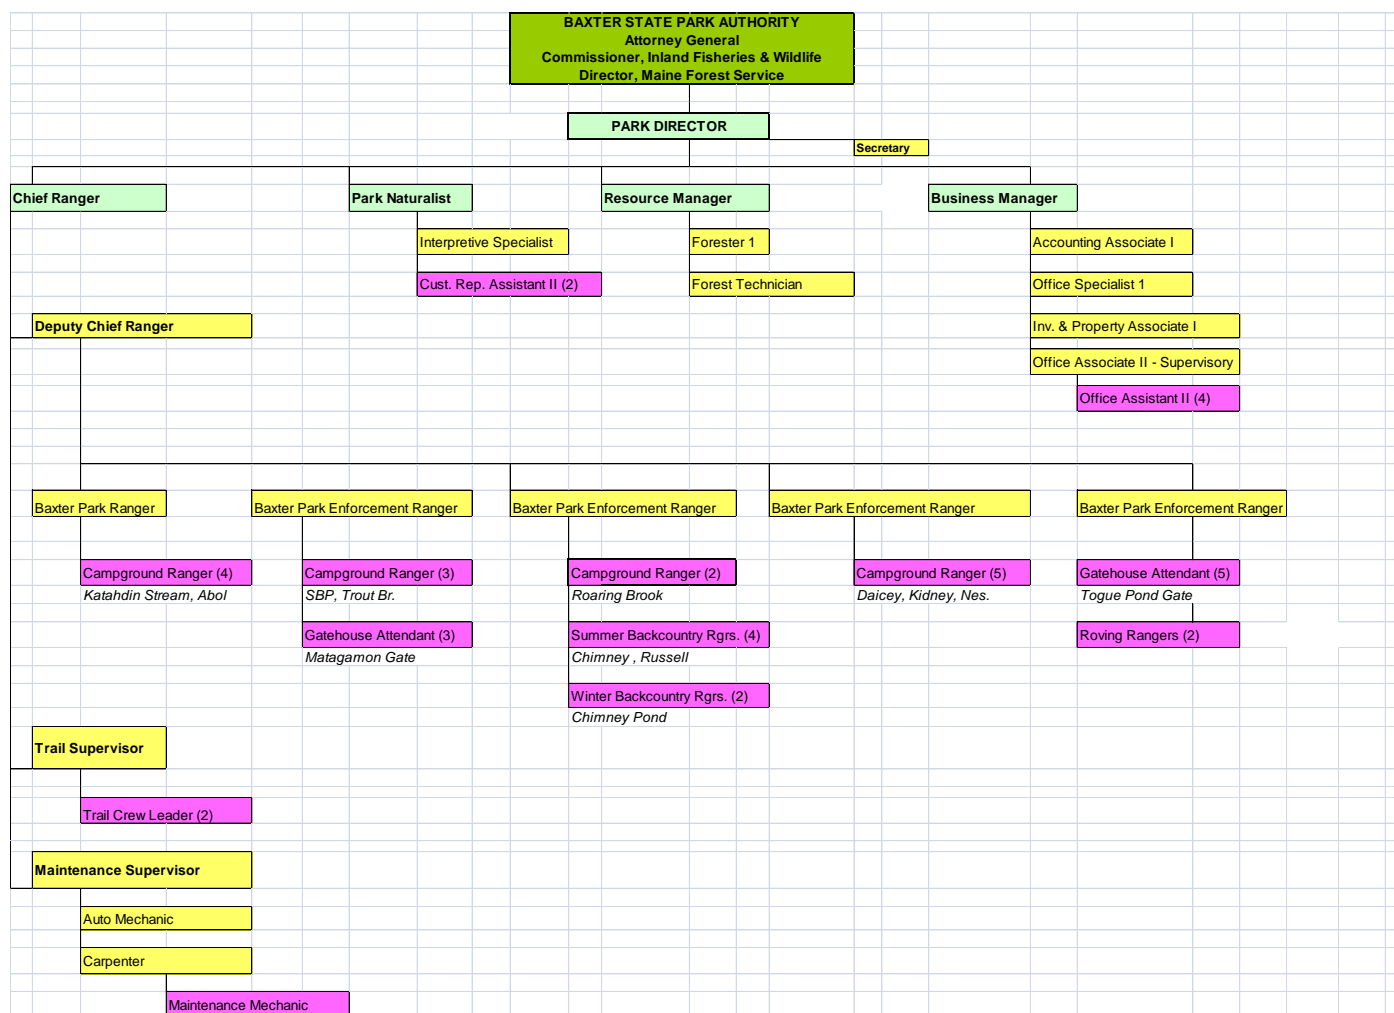 BAXTER STATE PARK AUTHORITY
Attorney General
Commissioner, Inland Fisheries & Wildlife
Director, Maine Forest Service
PARK DIRECTOR
Secretary
Chief Ranger
Park Naturalist
Resource Manager
Business Manager
Interpretive Specialist
Forester 1
Accounting Associate I
Cust. Rep. Assistant II (2)
Forest Technician
Office Specialist 1
Deputy Chief Ranger
Inv. & Property Associate I
Office Associate II - Supervisory
Office Assistant II (4)
Baxter Park Ranger
Baxter Park Enforcement Ranger
Baxter Park Enforcement Ranger
Baxter Park Enforcement Ranger
Baxter Park Enforcement Ranger
Campground Ranger (4)
Campground Ranger (3)
Campground Ranger (2)
Campground Ranger (5)
Gatehouse Attendant (5)
Katahdin Stream, Abol
SBP, Trout Br.
Roaring Brook
Daicey, Kidney, Nes.
Togue Pond Gate
Gatehouse Attendant (3)
Summer Backcountry Rgrs. (4)
Roving Rangers (2)
Matagamon Gate
Chimney , Russell
Winter Backcountry Rgrs. (2)
Chimney Pond
Trail Supervisor
Trail Crew Leader (2)
Maintenance Supervisor
Auto Mechanic
Carpenter
Maintenance Mechanic